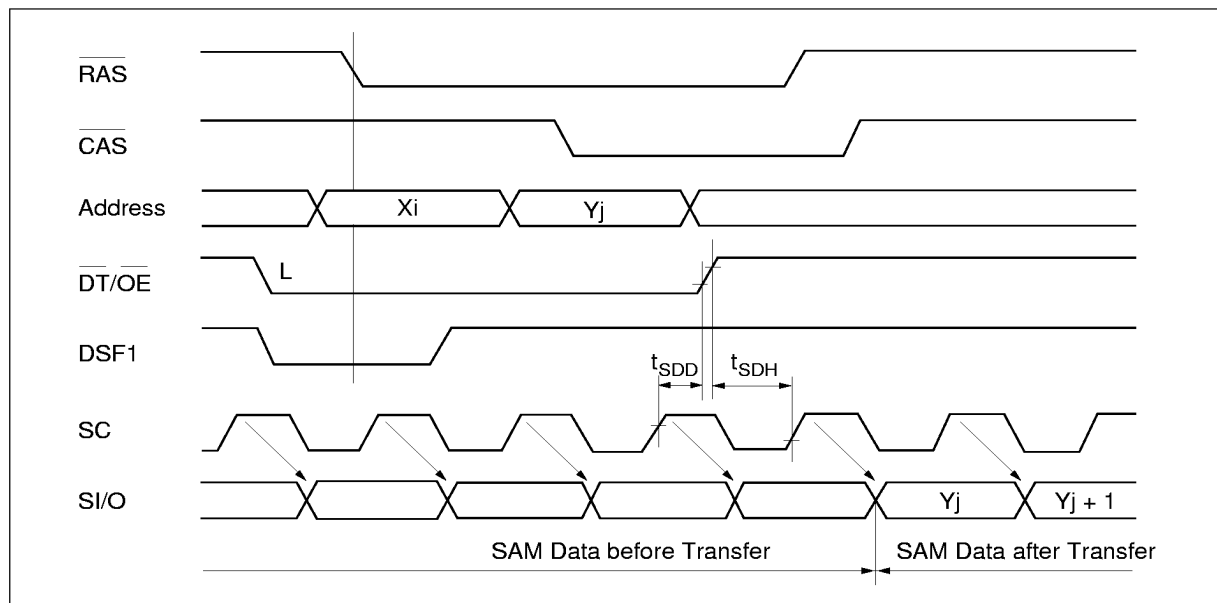 RAS
CAS
Address
Xi
Yj
DT/OE
L
DSF1
tSDD
tSDH
SC
SI/O
Yj
Yj + 1
SAM Data before Transfer
SAM Data after Transfer